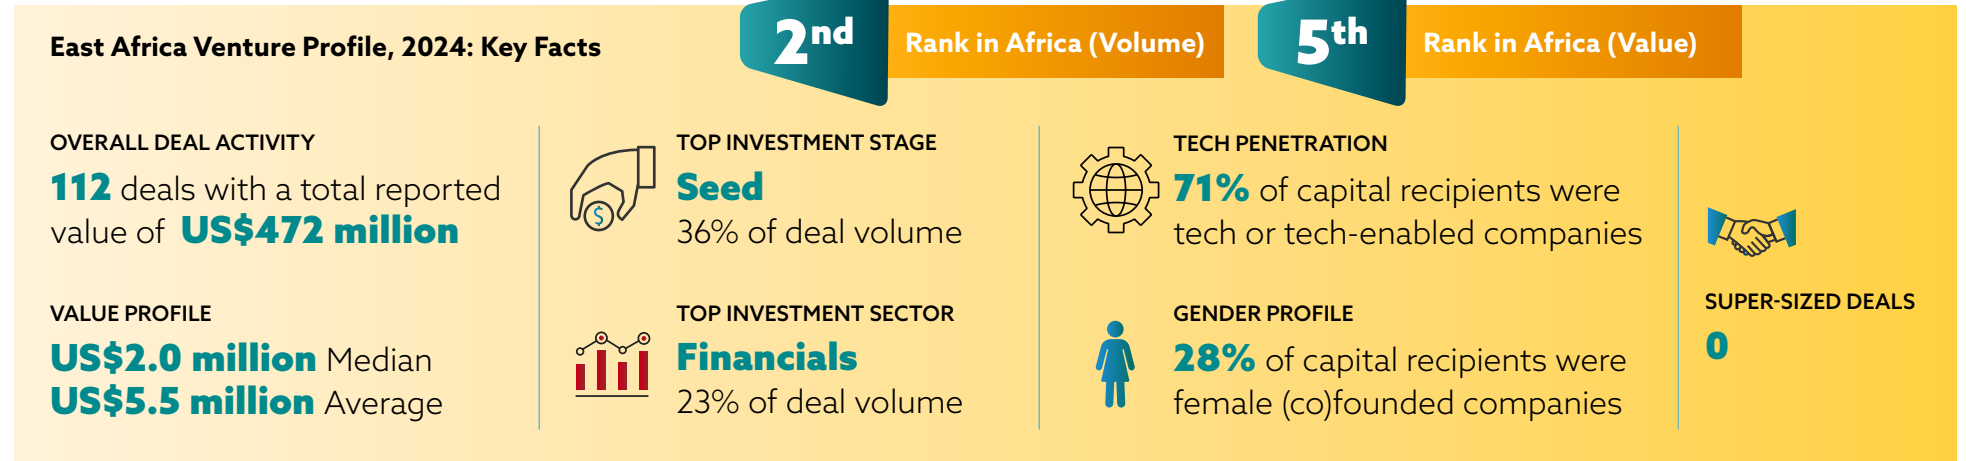 East Africa Venture Profile, 2024: Key Facts
2nd
Rank in Africa (Volume)
5th
Rank in Africa (Value)
OVERALL DEAL ACTIVITY
112 deals with a total reported
value of US$472 million
VALUE PROFILE
US$2.0 million Median
US$5.5 million Average
TOP INVESTMENT STAGE
Seed
36% of deal volume
$
TOP INVESTMENT SECTOR
Financials
23% of deal volume
TECH PENETRATION
71% of capital recipients were
tech or tech-enabled companies
GENDER PROFILE
28% of capital recipients were
female (co)founded companies
SUPER-SIZED DEALS
0